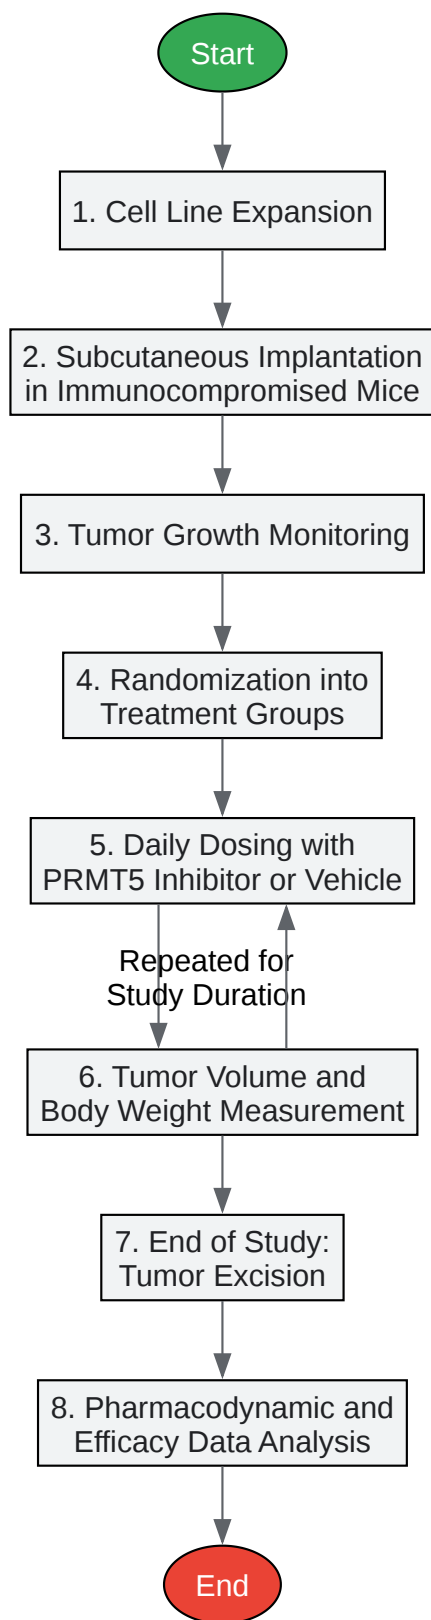 Start
1. Cell Line Expansion
2. Subcutaneous Implantation
in Immunocompromised Mice
3. Tumor Growth Monitoring
4. Randomization into
Treatment Groups
5. Daily Dosing with
PRMT5 Inhibitor or Vehicle
Repeated for
Study Duration
6. Tumor Volume and
Body Weight Measurement
7. End of Study:
Tumor Excision
8. Pharmacodynamic and
Efficacy Data Analysis
End